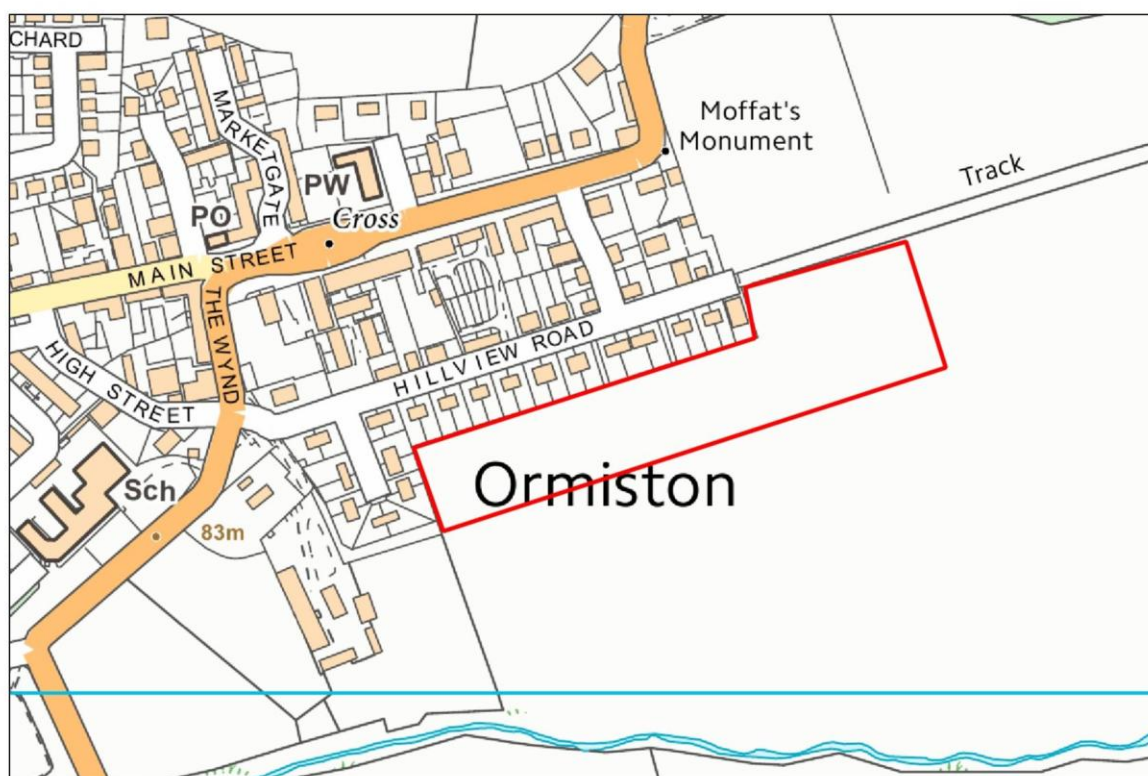 CHARD
MARKETGATE
Moffat's
Monument
Track
PW
PO
Cross
MAIN STREET
THE WYND
HIGH STREET
HILLVIEW ROAD
Ormiston
Sch
83m